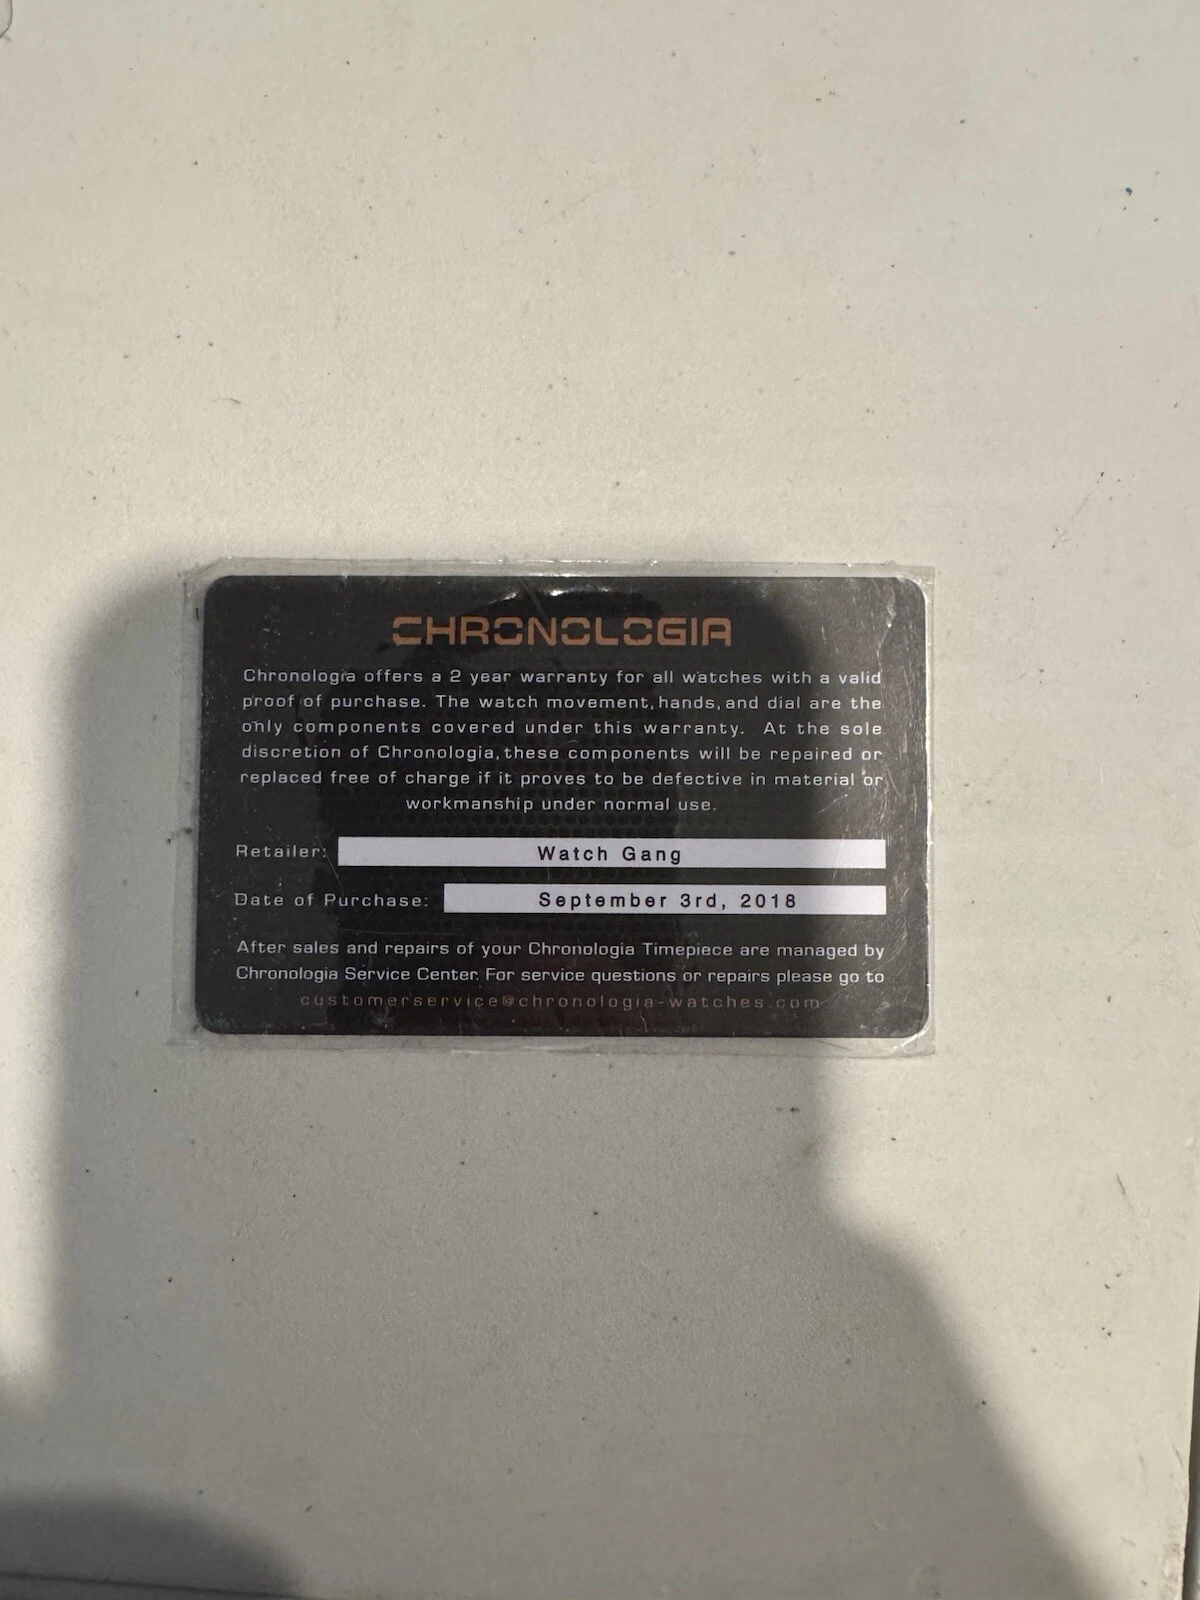 CHRONOLOGIA
Chronologia offers a 2 year warranty for all watches with a valid
proof of purchase. The watch movement, hands, and dial are the
only components covered under this warranty. At the sole
discretion of Chronologia, these components will be repaired or
replaced free of charge if it proves to be defective in material or
workmanship under normal use.
Retailer: Watch Gang
Date of Purchase: September 3rd, 2018
After sales and repairs of your Chronologia Timepiece are managed by
Chronologia Service Center. For service questions or repairs please go to
customerservice@chronologia-watches.com